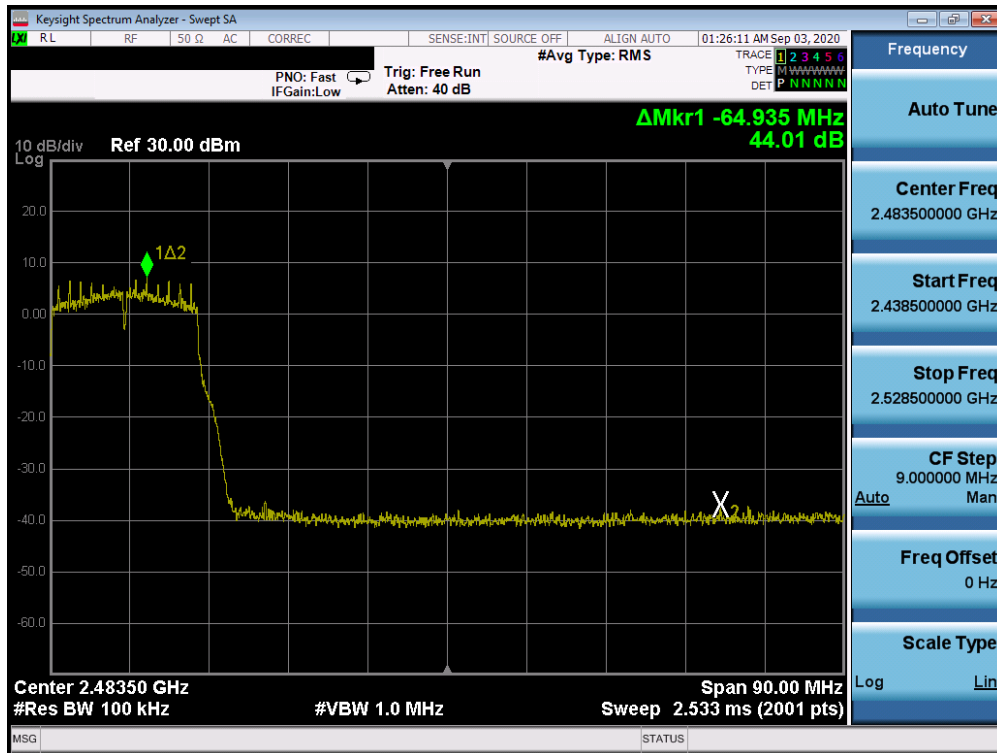 Keysight Spectrum Analyzer - Swept SA
LXI RL RF 50 Ω AC CORREC SENSE:INT SOURCE OFF ALIGN AUTO 01:26:11 AM Sep 03, 2020
#Avg Type: RMS
TRACE 1 2 3 4 5 6
PNO: Fast Trig: Free Run TYPE M WWWWW
IFGain:Low Atten: 40 dB DET P N N N N N
ΔMkr1 -64.935 MHz
44.01 dB
10 dB/div Ref 30.00 dBm
Log
20.0
1Δ2
10.0
0.00
-10.0
-20.0
-30.0
X2
-40.0
-50.0
-60.0
Center 2.48350 GHz Span 90.00 MHz
#Res BW 100 kHz #VBW 1.0 MHz Sweep 2.533 ms (2001 pts)
MSG STATUS
Frequency
Auto Tune
Center Freq
2.483500000 GHz
Start Freq
2.438500000 GHz
Stop Freq
2.528500000 GHz
CF Step
9.000000 MHz
Auto Man
Freq Offset
0 Hz
Scale Type
Log Lin